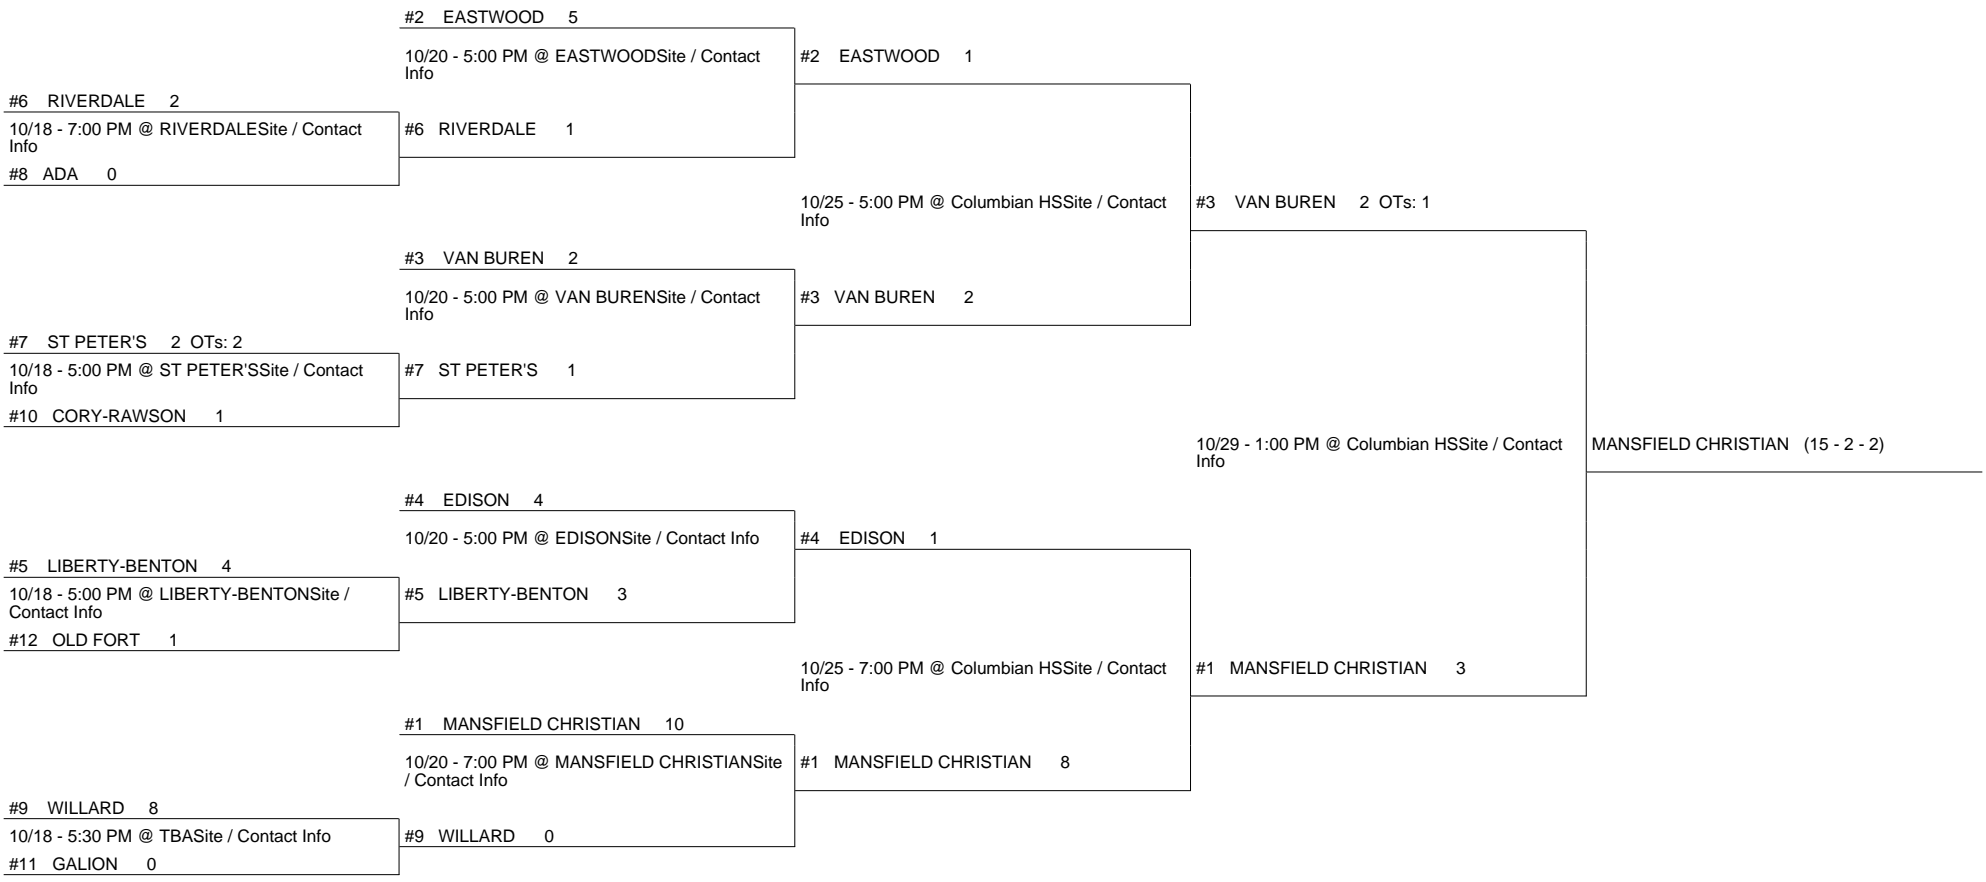 #2 EASTWOOD 5
10/20 - 5:00 PM @ EASTWOODSite / Contact
Info
#2 EASTWOOD 1
#6 RIVERDALE 2
10/18 - 7:00 PM @ RIVERDALESite / Contact
Info
#6 RIVERDALE 1
#8 ADA 0
10/25 - 5:00 PM @ Columbian HSSite / Contact
Info
#3 VAN BUREN 2 OTs: 1
#3 VAN BUREN 2
10/20 - 5:00 PM @ VAN BURENSite / Contact
Info
#3 VAN BUREN 2
#7 ST PETER'S 2 OTs: 2
10/18 - 5:00 PM @ ST PETER'SSite / Contact
Info
#7 ST PETER'S 1
#10 CORY-RAWSON 1
10/29 - 1:00 PM @ Columbian HSSite / Contact
Info
MANSFIELD CHRISTIAN (15 - 2 - 2)
#4 EDISON 4
10/20 - 5:00 PM @ EDISONSite / Contact Info
#4 EDISON 1
#5 LIBERTY-BENTON 4
10/18 - 5:00 PM @ LIBERTY-BENTONSite /
Contact Info
#5 LIBERTY-BENTON 3
#12 OLD FORT 1
10/25 - 7:00 PM @ Columbian HSSite / Contact
Info
#1 MANSFIELD CHRISTIAN 3
#1 MANSFIELD CHRISTIAN 10
10/20 - 7:00 PM @ MANSFIELD CHRISTIANSite
/ Contact Info
#1 MANSFIELD CHRISTIAN 8
#9 WILLARD 8
10/18 - 5:30 PM @ TBASite / Contact Info
#9 WILLARD 0
#11 GALION 0